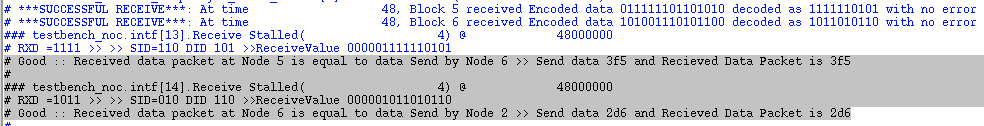 # ***SUCCESSFUL RECEIVE***: At time 48, Block 5 received Encoded data 011111101101010 decoded as 1111110101 with no error
# ***SUCCESSFUL RECEIVE***: At time 48, Block 6 received Encoded data 101001110101100 decoded as 1011010110 with no error
### testbench_noc.intf[13].Receive Stalled( 4) @ 48000000
# RXD =1111 >> >> SID=110 DID 101 >>ReceiveValue 000001111110101
# Good :: Received data packet at Node 5 is equal to data Send by Node 6 >> Send data 3f5 and Recieved Data Packet is 3f5
#
### testbench_noc.intf[14].Receive Stalled( 4) @ 48000000
# RXD =1011 >> >> SID=010 DID 110 >>ReceiveValue 000001011010110
# Good :: Received data packet at Node 6 is equal to data Send by Node 2 >> Send data 2d6 and Recieved Data Packet is 2d6
#